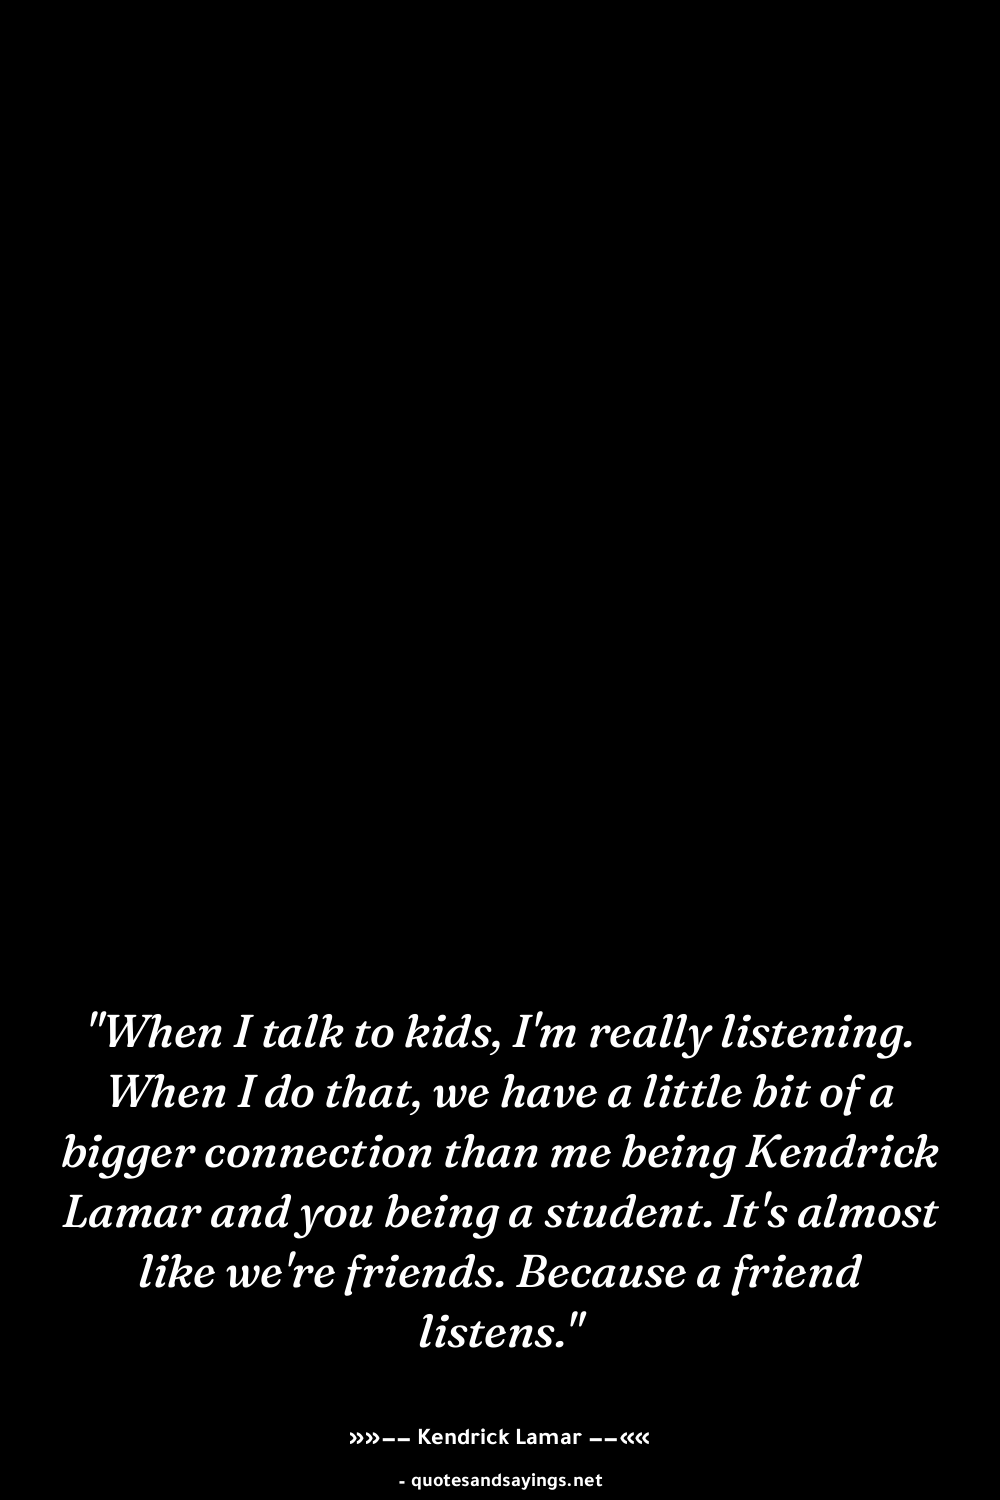 "When I talk to kids, I'm really listening.
When I do that, we have a little bit of a
bigger connection than me being Kendrick
Lamar and you being a student. It's almost
like we're friends. Because a friend
listens."
»»—— Kendrick Lamar ——««
- quotesandsayings.net